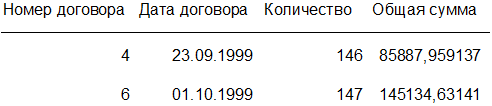 Номер договора Дата договора Количество Общая сумма
4 23.09.1999 146 85887,959137
6 01.10.1999 147 145134,63141